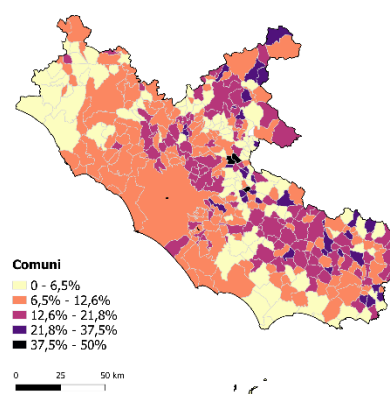 Comuni
0 - 6,5%
6,5% - 12,6%
12,6% - 21,8%
21,8% - 37,5%
37,5% - 50%
0 25 50 km